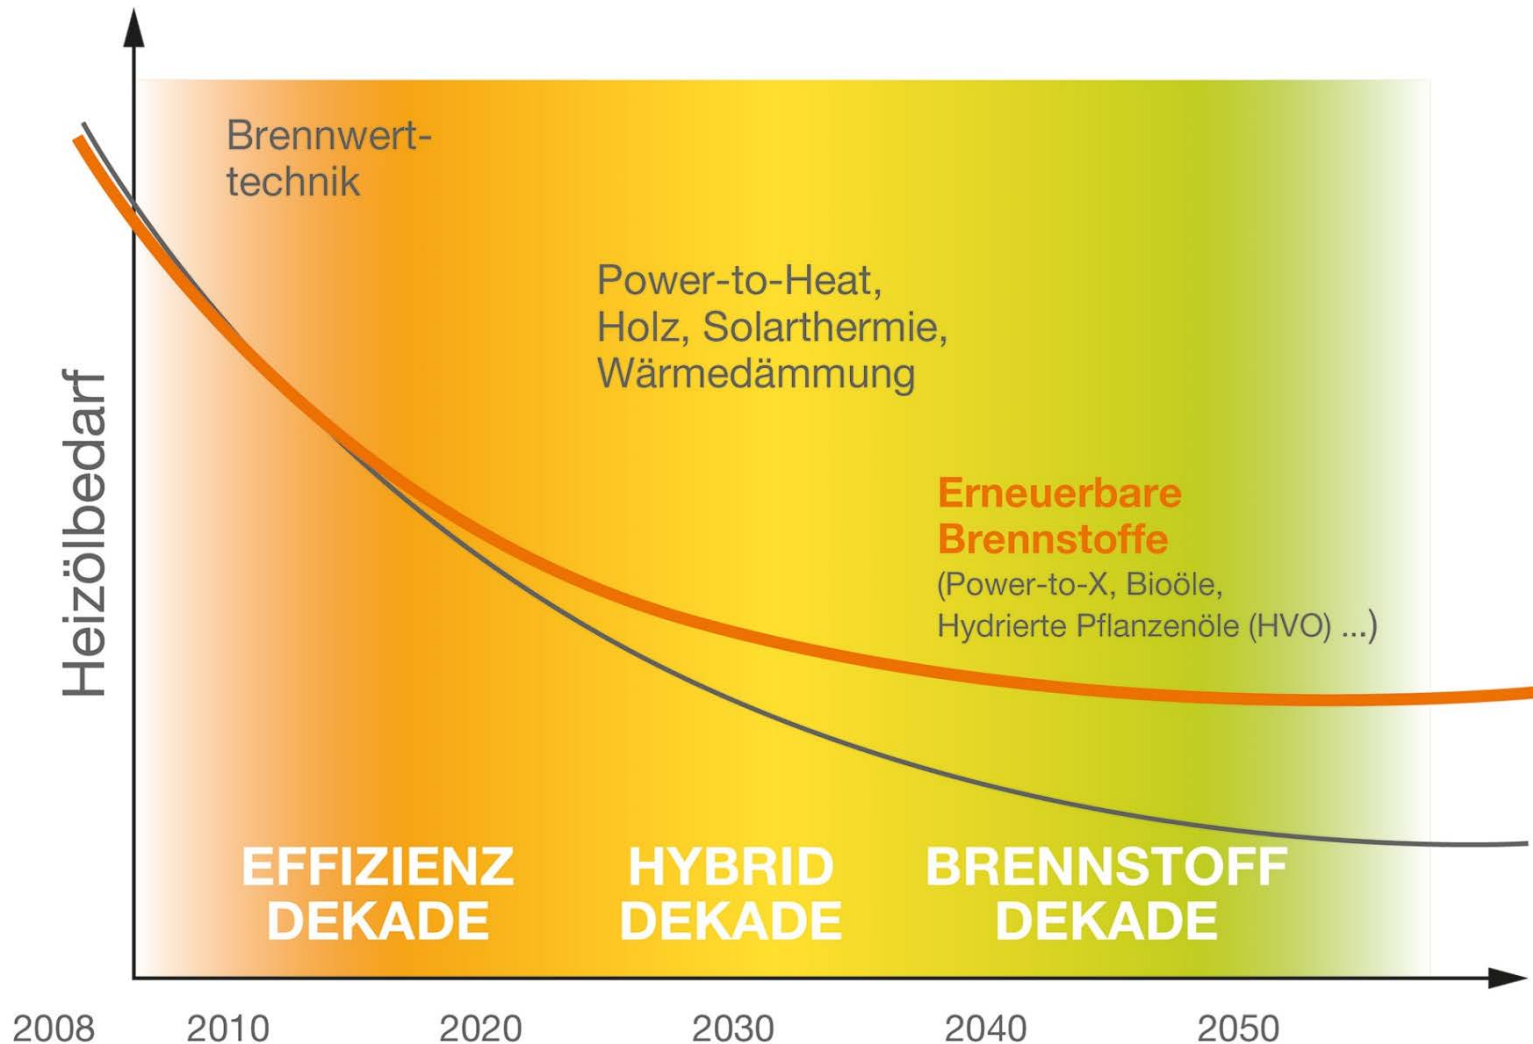 Brennwert-
technik
Power-to-Heat,
Holz, Solarthermie,
Wärmedämmung
Heizölbedarf
Erneuerbare
Brennstoffe
(Power-to-X, Bioöle,
Hydrierte Pflanzenöle (HVO) ...)
EFFIZIENZ
DEKADE
HYBRID
DEKADE
BRENNSTOFF
DEKADE
2008 2010 2020 2030 2040 2050